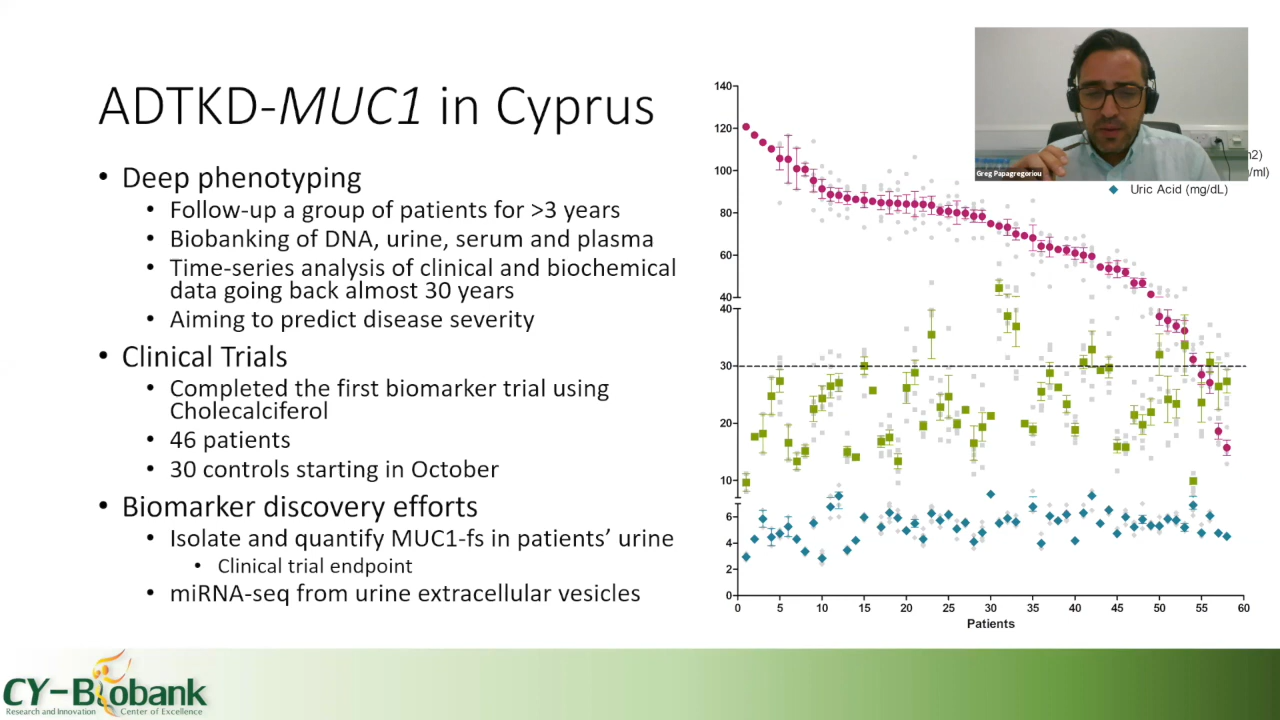 ADTKD-MUC1 in Cyprus
• Deep phenotyping
• Follow-up a group of patients for >3 years
• Biobanking of DNA, urine, serum and plasma
• Time-series analysis of clinical and biochemical
data going back almost 30 years
• Aiming to predict disease severity
• Clinical Trials
• Completed the first biomarker trial using
Cholecalciferol
• 46 patients
• 30 controls starting in October
• Biomarker discovery efforts
• Isolate and quantify MUC1-fs in patients’ urine
• Clinical trial endpoint
• miRNA-seq from urine extracellular vesicles
140
120
100
80
60
40
40
30
20
10
6
4
2
0
0 5 10 15 20 25 30 35 40 45 50 55 60
Patients
m2)
/ml)
Uric Acid (mg/dL)
Greg Papagregoriou
CY-Biobank
Research and Innovation Center of Excellence